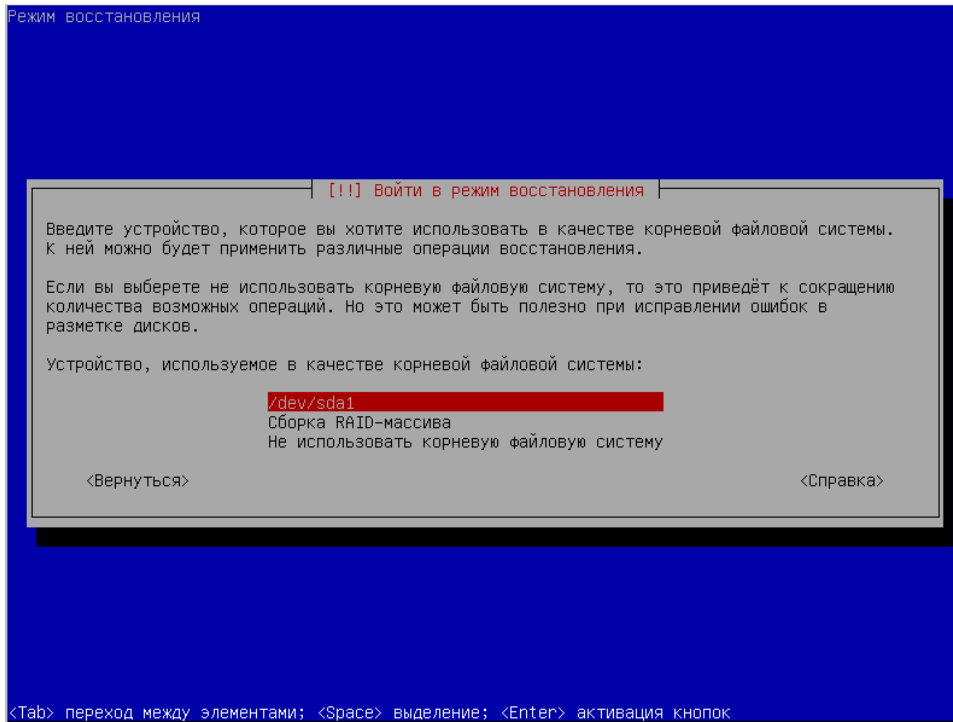 Режим восстановления
[!!] Войти в режим восстановления
Введите устройство, которое вы хотите использовать в качестве корневой файловой системы.
К ней можно будет применить различные операции восстановления.
Если вы выберете не использовать корневую файловую систему, то это приведёт к сокращению
количества возможных операций. Но это может быть полезно при исправлении ошибок в
разметке дисков.
Устройство, используемое в качестве корневой файловой системы:
/dev/sda1
Сборка RAID-массива
Не использовать корневую файловую систему
<Вернуться> <Справка>
<Tab> переход между элементами; <Space> выделение; <Enter> активация кнопок